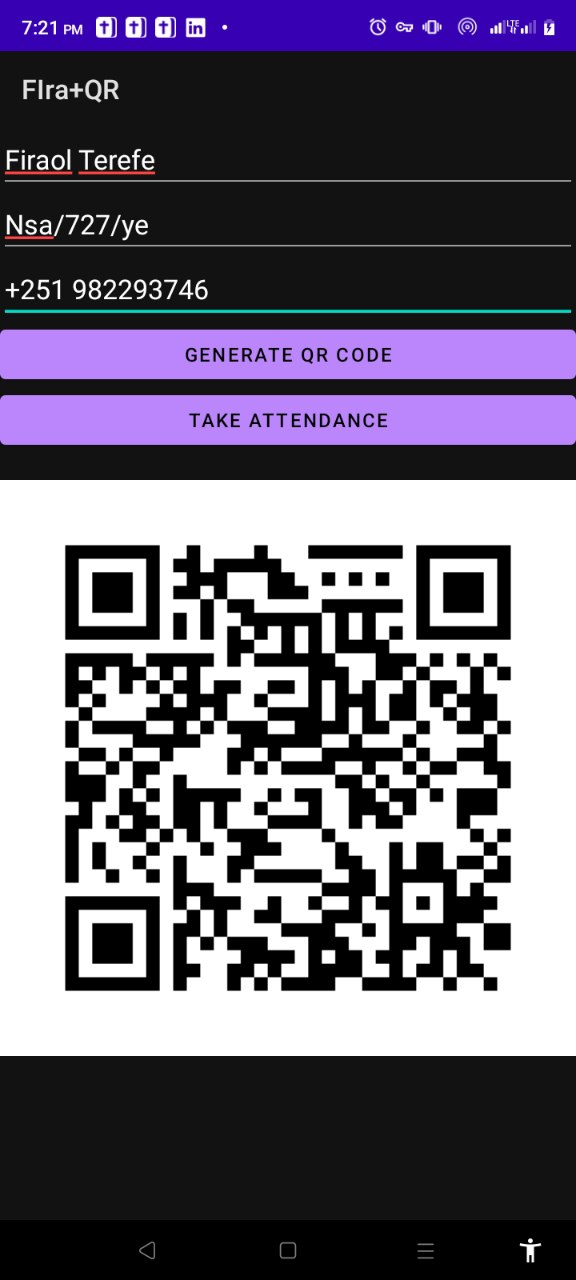 7:21 PM
FIra+QR
Firaol Terefe
Nsa/727/ye
+251 982293746
GENERATE QR CODE
TAKE ATTENDANCE